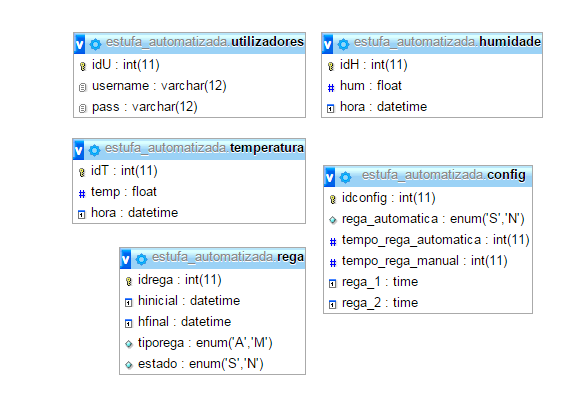 estufa_automatizada.utilizadores
idU : int(11)
username : varchar(12)
pass : varchar(12)
estufa_automatizada.humidade
idH : int(11)
hum : float
hora : datetime
estufa_automatizada.temperatura
idT : int(11)
temp : float
hora : datetime
estufa_automatizada.config
idconfig : int(11)
rega_automatica : enum('S','N')
tempo_rega_automatica : int(11)
tempo_rega_manual : int(11)
rega_1 : time
rega_2 : time
estufa_automatizada.rega
idrega : int(11)
hinicial : datetime
hfinal : datetime
tiporega : enum('A','M')
estado : enum('S','N')